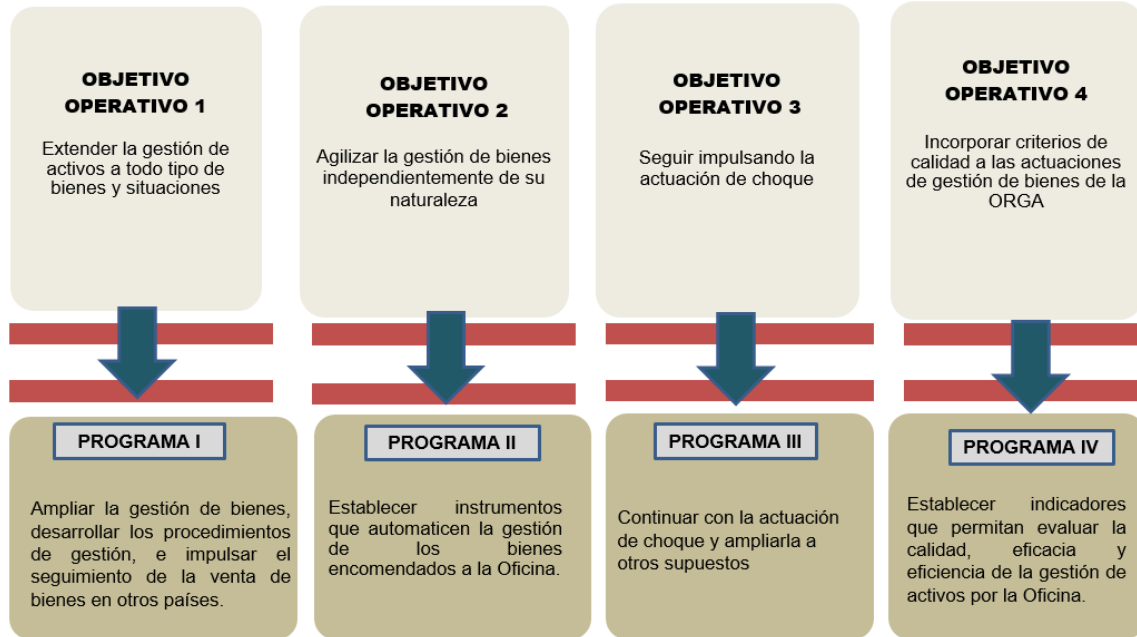 OBJETIVO
OPERATIVO 1
Extender la gestión de
activos a todo tipo de
bienes y situaciones
OBJETIVO
OPERATIVO 2
Agilizar la gestión de bienes
independientemente de su
naturaleza
OBJETIVO
OPERATIVO 3
Seguir impulsando la
actuación de choque
OBJETIVO
OPERATIVO 4
Incorporar criterios de
calidad a las actuaciones
de gestión de bienes de la
ORGA
PROGRAMA I
Ampliar la gestión de bienes,
desarrollar los procedimientos
de gestión, e impulsar el
seguimiento de la venta de
bienes en otros países.
PROGRAMA II
Establecer instrumentos
que automaticen la gestión
de los bienes
encomendados a la Oficina.
PROGRAMA III
Continuar con la actuación
de choque y ampliarla a
otros supuestos
PROGRAMA IV
Establecer indicadores
que permitan evaluar la
calidad, eficacia y
eficiencia de la gestión de
activos por la Oficina.